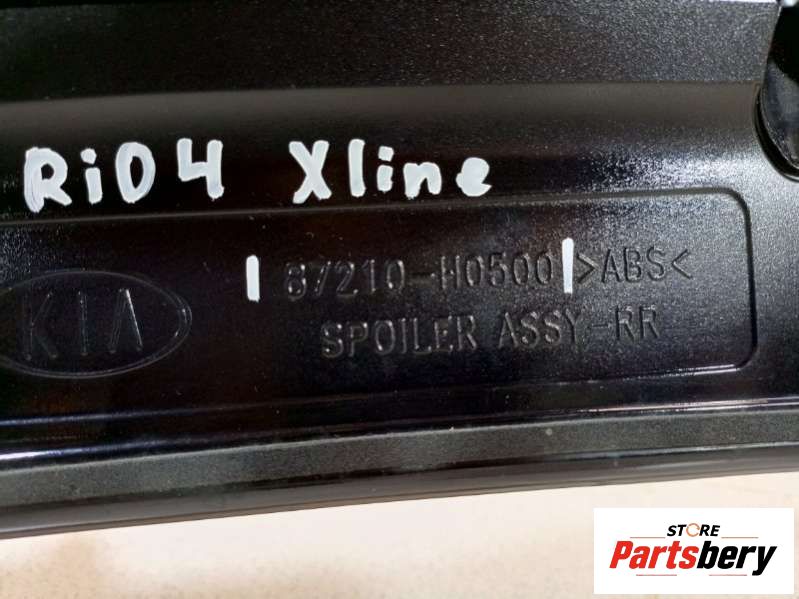 RiO4 Xline
87210-H0500 >ABS<
KIA
SPOILER ASSY-RR
STORE
Partsbery